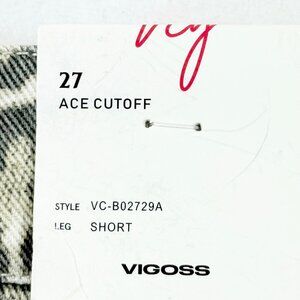 27
ACE CUTOFF
STYLE VC-B02729A
LEG SHORT
VIGOSS